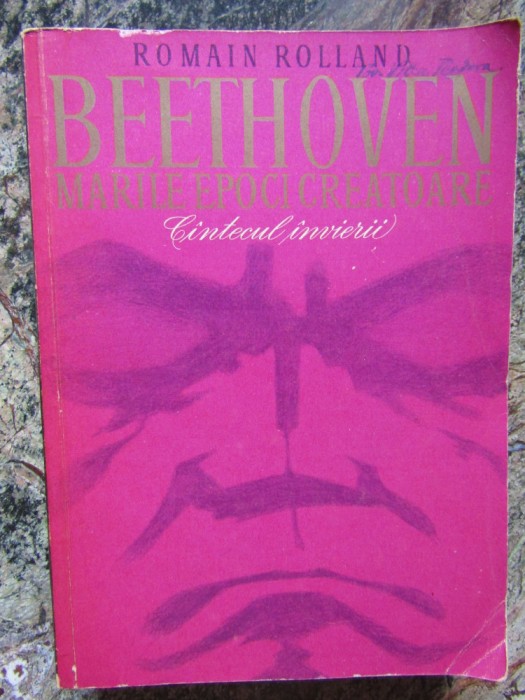 ROMAIN ROLLAND
BEETHOVEN
MARILE EPOCI CREATOARE
Cîntecul învierii